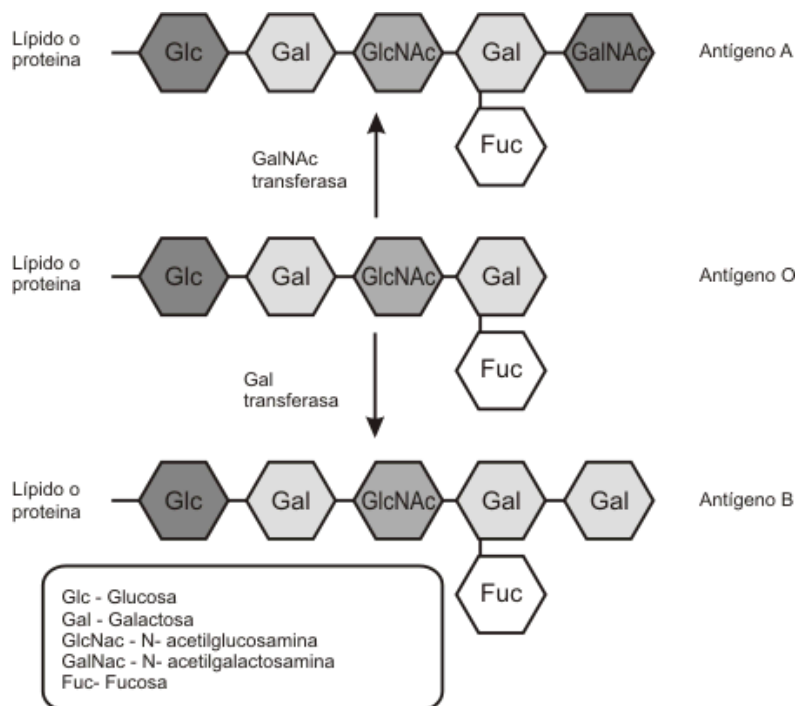 Lípido o
proteina
Glc
Gal
GlcNAc
Gal
GalNAc
Fuc
Antígeno A
GalNAc
transferasa
Lípido o
proteina
Glc
Gal
GlcNAc
Gal
Fuc
Antígeno O
Gal
transferasa
Lípido o
proteina
Glc
Gal
GlcNAc
Gal
Gal
Fuc
Antígeno B
Glc - Glucosa
Gal - Galactosa
GlcNac - N- acetilglucosamina
GalNac - N- acetilgalactosamina
Fuc- Fucosa